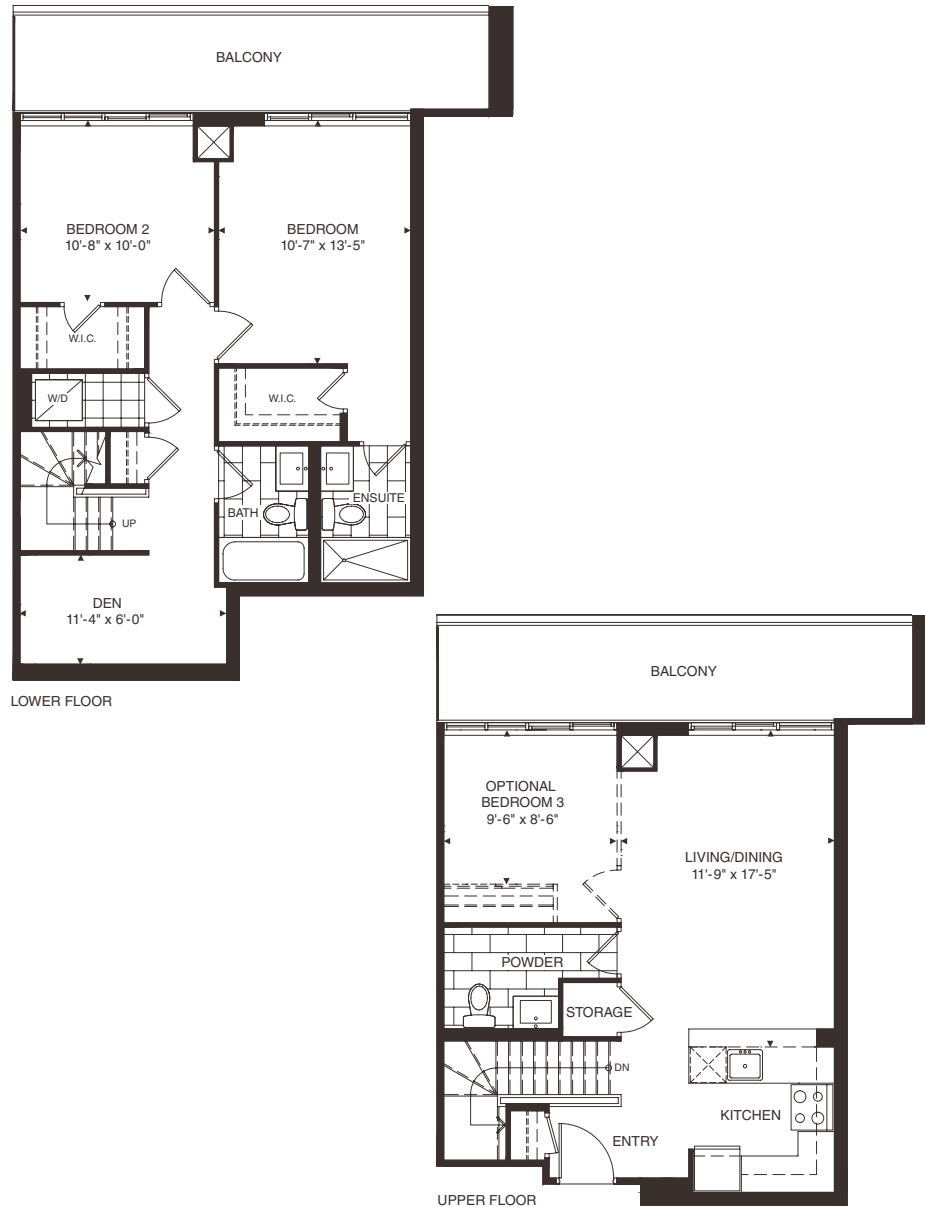 BALCONY
BEDROOM 2
10'-8" x 10'-0"
BEDROOM
10'-7" x 13'-5"
W.I.C.
W/D
W.I.C.
BATH
ENSUITE
UP
DEN
11'-4" x 6'-0"
LOWER FLOOR
BALCONY
OPTIONAL
BEDROOM 3
9'-6" x 8'-6"
LIVING/DINING
11'-9" x 17'-5"
POWDER
STORAGE
DN
KITCHEN
ENTRY
UPPER FLOOR